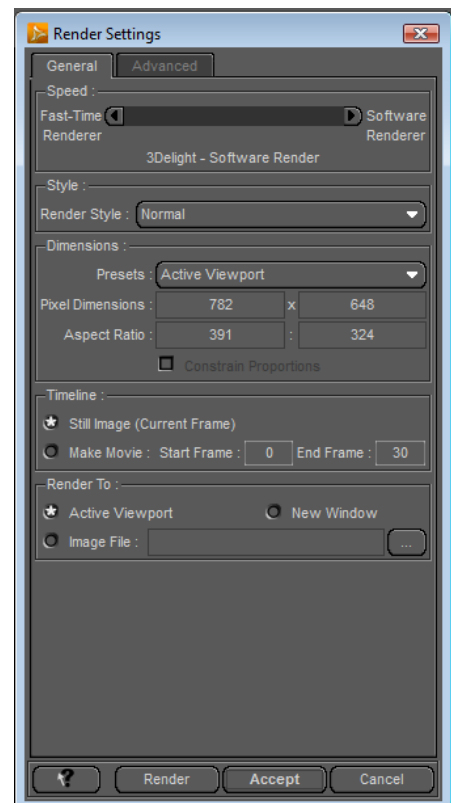 Render Settings
General Advanced
Speed :
Fast-Time Software
Renderer Renderer
3Delight - Software Render
Style :
Render Style : Normal
Dimensions :
Presets : Active Viewport
Pixel Dimensions : 782 x 648
Aspect Ratio : 391 : 324
Constrain Proportions
Timeline :
Still Image (Current Frame)
Make Movie : Start Frame : 0 End Frame : 30
Render To :
Active Viewport New Window
Image File : ...
? Render Accept Cancel